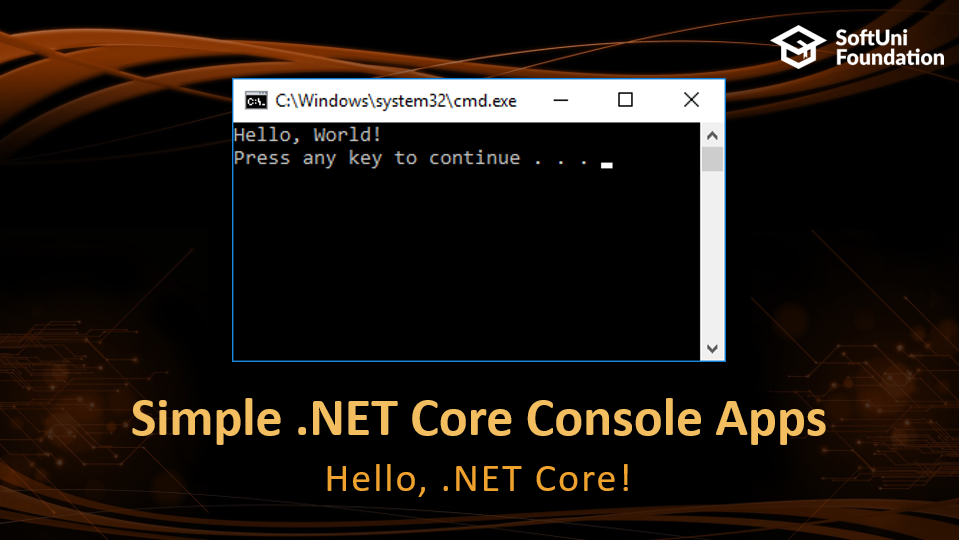 SoftUni
Foundation
C:\Windows\system32\cmd.exe
Hello, World!
Press any key to continue . . .
Simple .NET Core Console Apps
Hello, .NET Core!